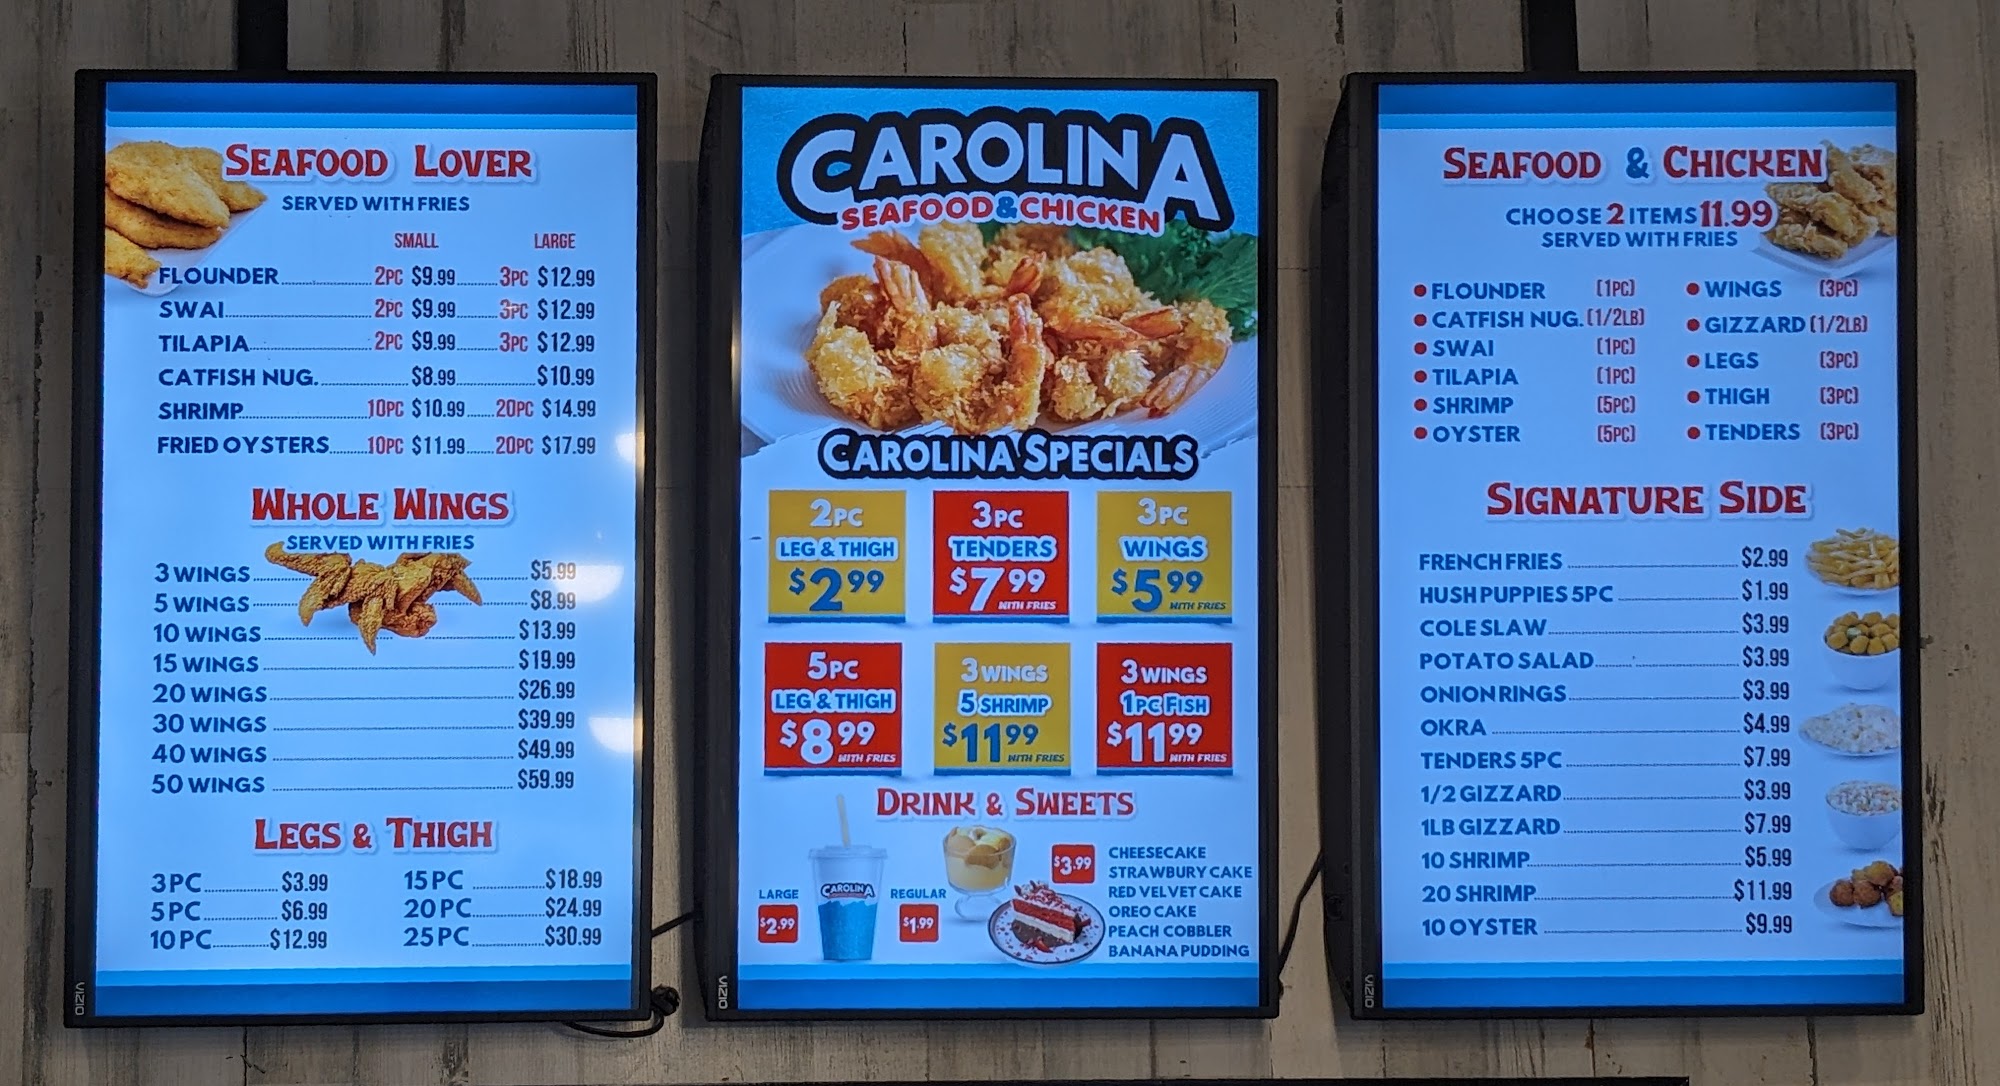 SEAFOOD LOVER
SERVED WITH FRIES
SMALL LARGE
FLOUNDER 2PC $9.99 3PC $12.99
SWAI 2PC $9.99 3PC $12.99
TILAPIA 2PC $9.99 3PC $12.99
CATFISH NUG. $8.99 $10.99
SHRIMP 10PC $10.99 20PC $14.99
FRIED OYSTERS 10PC $11.99 20PC $17.99
WHOLE WINGS
SERVED WITH FRIES
3 WINGS $5.99
5 WINGS $8.99
10 WINGS $13.99
15 WINGS $19.99
20 WINGS $26.99
30 WINGS $39.99
40 WINGS $49.99
50 WINGS $59.99
LEGS & THIGH
3 PC $3.99 15 PC $18.99
5 PC $6.99 20 PC $24.99
10 PC $12.99 25 PC $30.99
VIZIO
CAROLINA
SEAFOOD & CHICKEN
CAROLINA SPECIALS
2PC
LEG & THIGH
$2.99
3PC
TENDERS
$7.99
WITH FRIES
3PC
WINGS
$5.99
WITH FRIES
5PC
LEG & THIGH
$8.99
WITH FRIES
3 WINGS
5 SHRIMP
$11.99
WITH FRIES
3 WINGS
1PC FISH
$11.99
WITH FRIES
DRINK & SWEETS
LARGE
$2.99
CAROLINA
REGULAR
$1.99
$3.99
CHEESECAKE
STRAWBURY CAKE
RED VELVET CAKE
OREO CAKE
PEACH COBBLER
BANANA PUDDING
VIZIO
SEAFOOD & CHICKEN
CHOOSE 2 ITEMS 11.99
SERVED WITH FRIES
• FLOUNDER (1PC)
• CATFISH NUG. (1/2LB)
• SWAI (1PC)
• TILAPIA (1PC)
• SHRIMP (5PC)
• OYSTER (5PC)
• WINGS (3PC)
• GIZZARD (1/2LB)
• LEGS (3PC)
• THIGH (3PC)
• TENDERS (3PC)
SIGNATURE SIDE
FRENCH FRIES $2.99
HUSH PUPPIES 5PC $1.99
COLE SLAW $3.99
POTATO SALAD $3.99
ONION RINGS $3.99
OKRA $4.99
TENDERS 5PC $7.99
1/2 GIZZARD $3.99
1LB GIZZARD $7.99
10 SHRIMP $5.99
20 SHRIMP $11.99
10 OYSTER $9.99
VIZIO